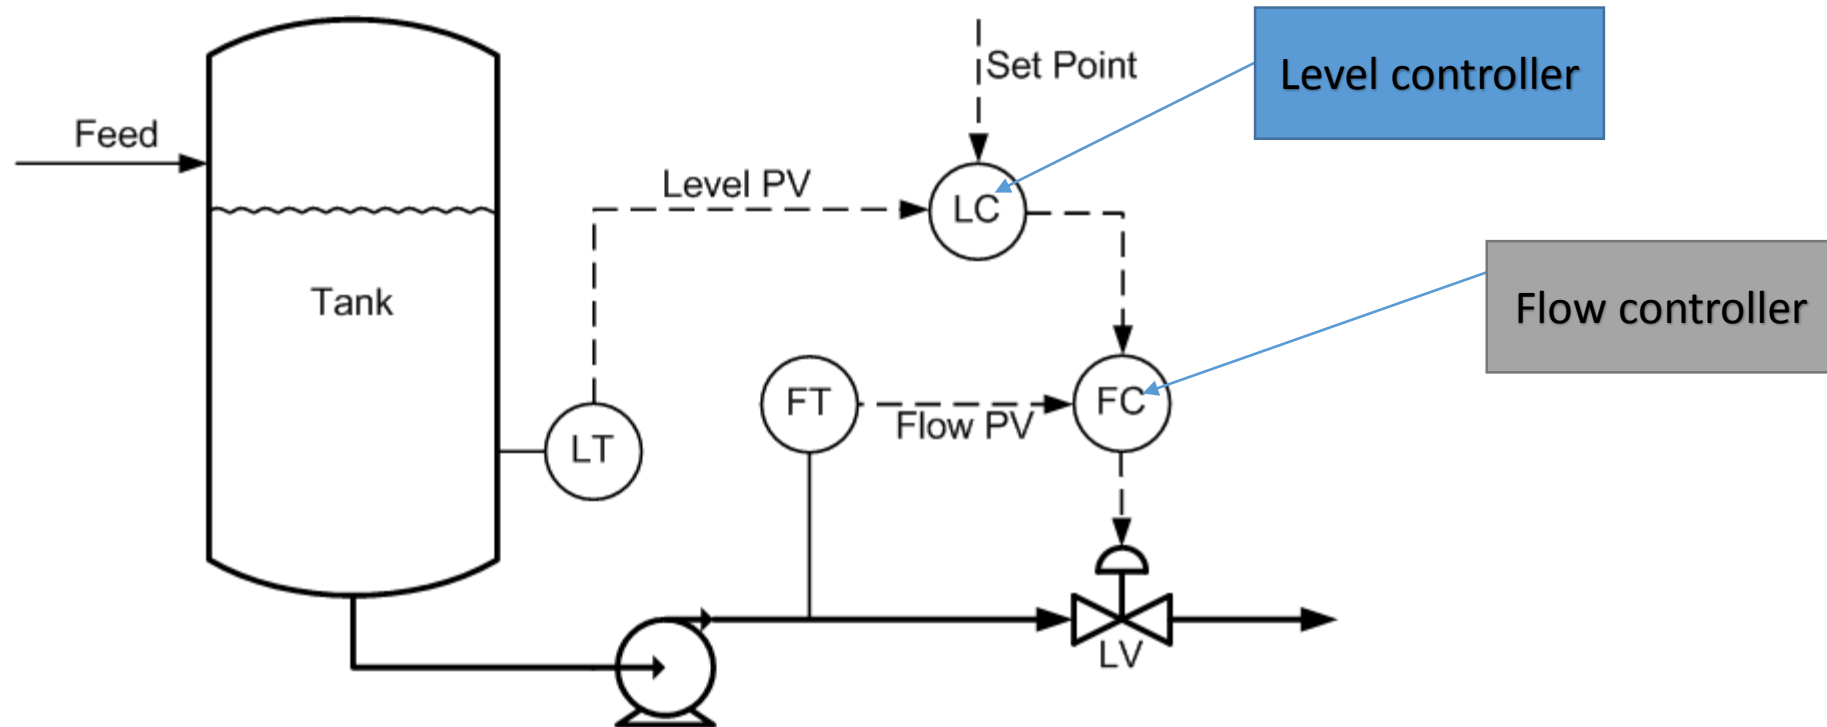 Set Point
Level controller
Feed
Level PV
LC
Tank
Flow controller
FT
Flow PV
FC
LT
LV